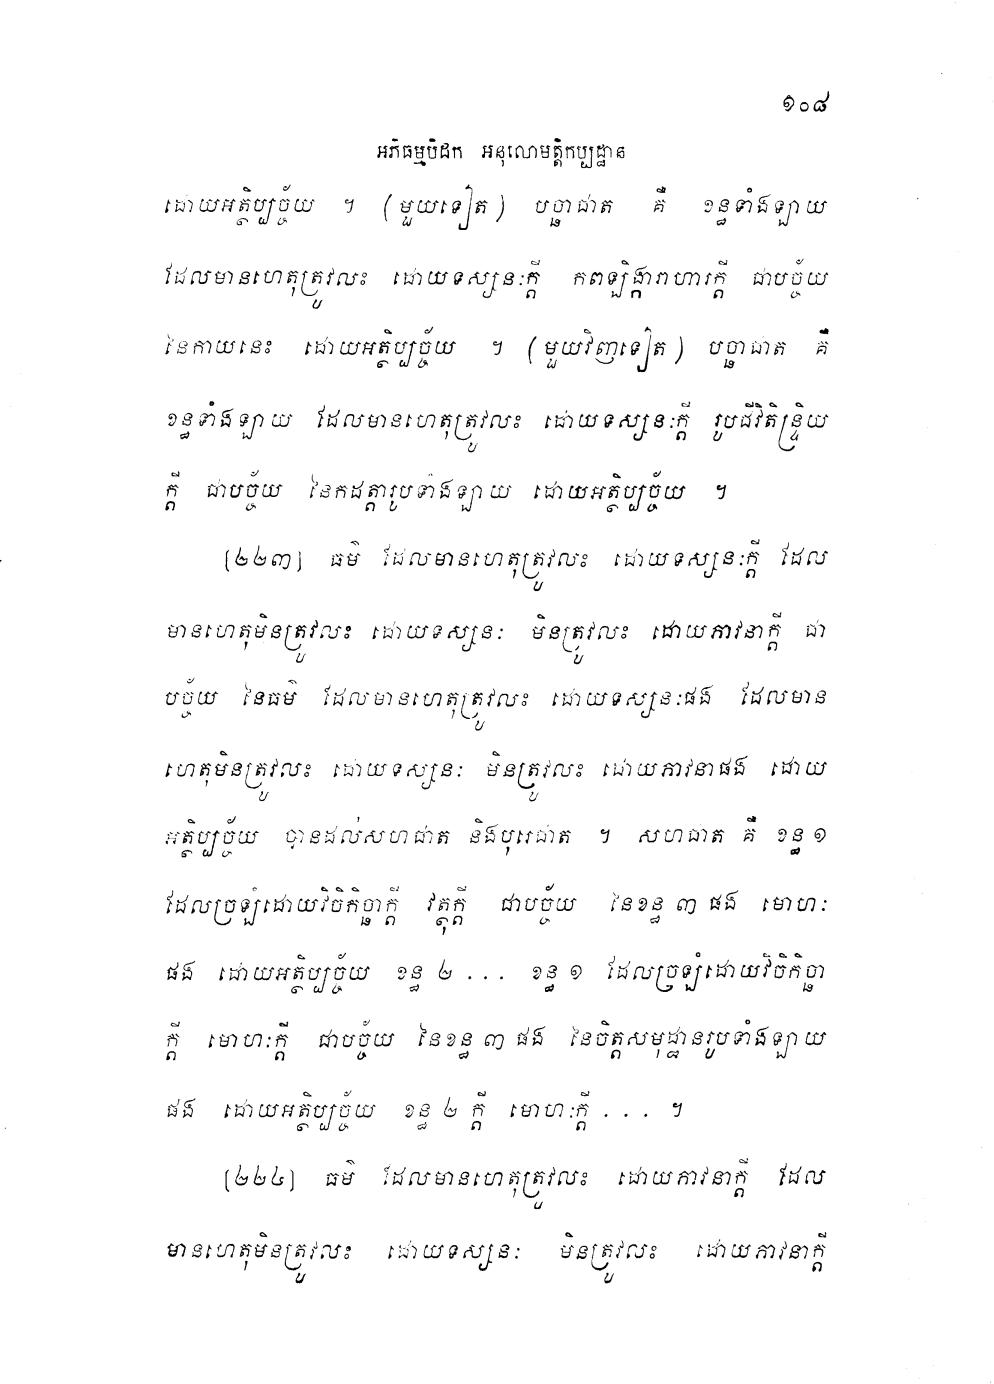 ១០៨
អភិធម្មបិដក អនុលោមត្តិកប្បដ្ឋាន
ដោយអត្ថិប្បច្ច័យ ។ (មួយទៀត) បច្ឆាជាត គឺ ខន្ធទាំងឡាយ
ដែលមានហេតុត្រូវលះ ដោយទស្សនៈក្តី កពឡិង្ការាហារក្តី ជាបច្ច័យ
នៃកាយនេះ ដោយអត្ថិប្បច្ច័យ ។ (មួយវិញទៀត) បច្ឆាជាត គឺ
ខន្ធទាំងឡាយ ដែលមានហេតុត្រូវលះ ដោយទស្សនៈក្តី រូបជីវិតិន្ទ្រិយ
ក្តី ជាបច្ច័យ នៃកដត្តារូបទាំងឡាយ ដោយអត្ថិប្បច្ច័យ ។
[២២៣] ធម៌ ដែលមានហេតុត្រូវលះ ដោយទស្សនៈក្តី ដែល
មានហេតុមិនត្រូវលះ ដោយទស្សនៈ មិនត្រូវលះ ដោយភាវនាក្តី ជា
បច្ច័យ នៃធម៌ ដែលមានហេតុត្រូវលះ ដោយទស្សនៈផង ដែលមាន
ហេតុមិនត្រូវលះ ដោយទស្សនៈ មិនត្រូវលះ ដោយភាវនាផង ដោយ
អត្ថិប្បច្ច័យ បានដល់សហជាត និងបុរេជាត ។ សហជាត គឺ ខន្ធ ១
ដែលច្រឡំដោយវិចិកិច្ឆាក្តី វត្ថុក្តី ជាបច្ច័យ នៃខន្ធ ៣ ផង មោហៈ
ផង ដោយអត្ថិប្បច្ច័យ ខន្ធ ២ ... ខន្ធ ១ ដែលច្រឡំដោយវិចិកិច្ឆា
ក្តី មោហៈក្តី ជាបច្ច័យ នៃខន្ធ ៣ ផង នៃចិត្តសមុដ្ឋានរូបទាំងឡាយ
ផង ដោយអត្ថិប្បច្ច័យ ខន្ធ ២ ក្តី មោហៈក្តី ... ។
[២២៤] ធម៌ ដែលមានហេតុត្រូវលះ ដោយភាវនាក្តី ដែល
មានហេតុមិនត្រូវលះ ដោយទស្សនៈ មិនត្រូវលះ ដោយភាវនាក្តី